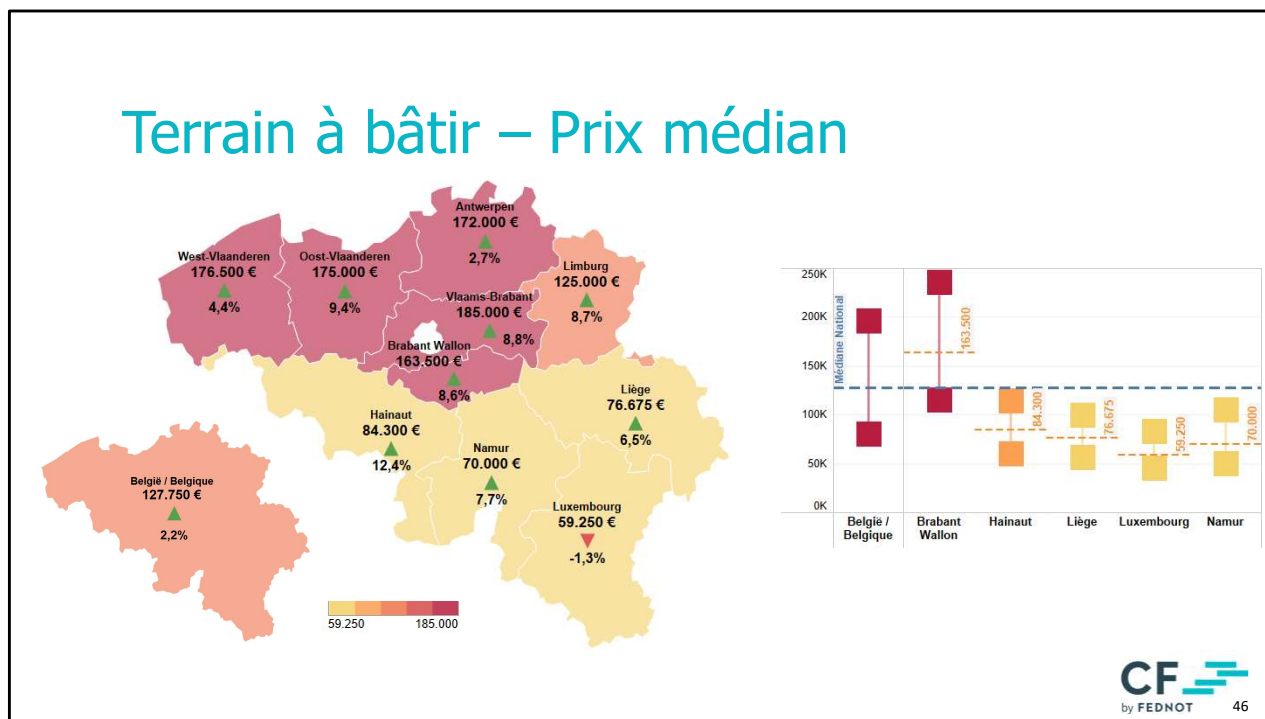 Terrain à bâtir – Prix médian
Antwerpen
172.000 €
2,7%
West-Vlaanderen
176.500 €
4,4%
Oost-Vlaanderen
175.000 €
9,4%
Limburg
125.000 €
8,7%
Vlaams-Brabant
185.000 €
8,8%
Brabant Wallon
163.500 €
8,6%
Liège
76.675 €
6,5%
Hainaut
84.300 €
12,4%
Namur
70.000 €
7,7%
Luxembourg
59.250 €
-1,3%
België / Belgique
127.750 €
2,2%
59.250 185.000
250K
200K
150K
100K
50K
0K
Médiane National
163.500
84.300
76.675
59.250
70.000
België /
Belgique
Brabant
Wallon
Hainaut
Liège
Luxembourg
Namur
CF
by FEDNOT
46